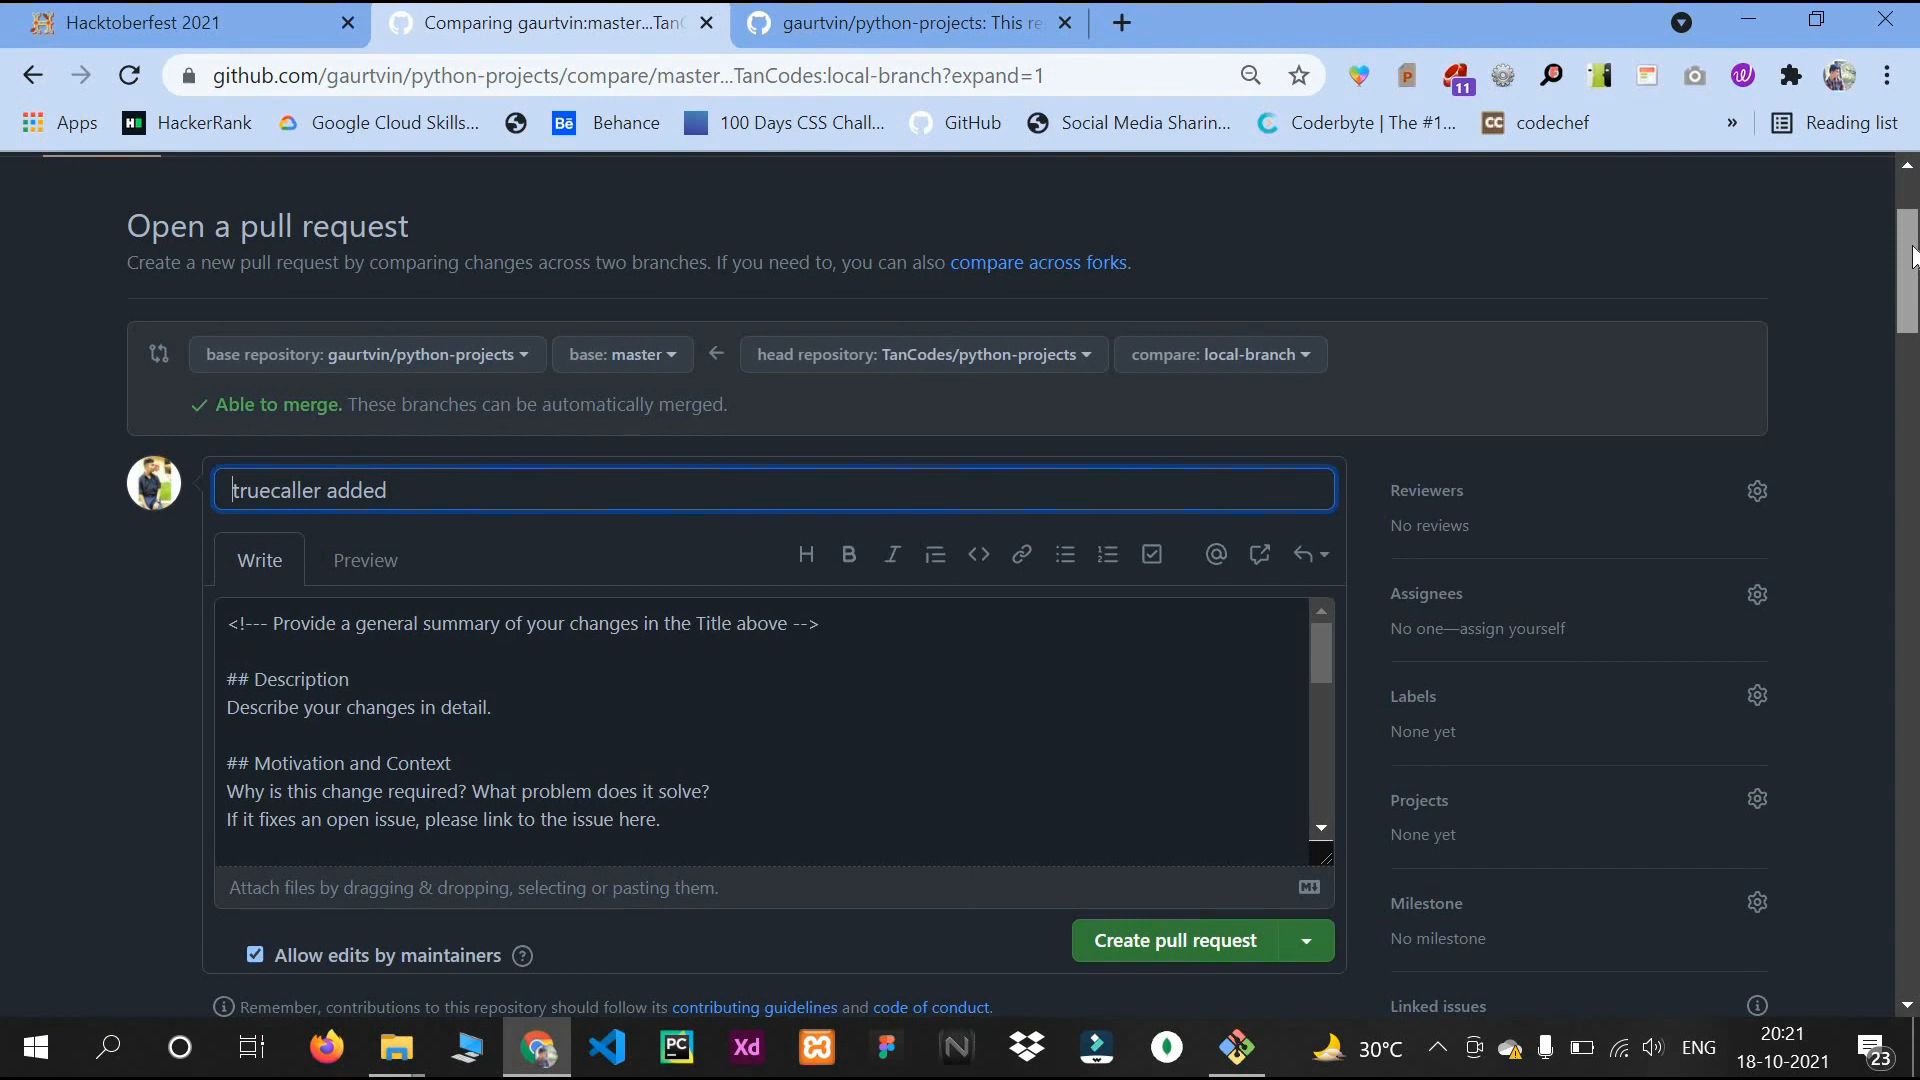 Hacktoberfest 2021
Comparing gaurtvin:master...Tan
gaurtvin/python-projects: This re
github.com/gaurtvin/python-projects/compare/master...TanCodes:local-branch?expand=1
11
Apps
HackerRank
Google Cloud Skills...
Bē Behance
100 Days CSS Chall...
GitHub
Social Media Sharin...
Coderbyte | The #1...
CC codechef
»
Reading list
Open a pull request
Create a new pull request by comparing changes across two branches. If you need to, you can also compare across forks.
base repository: gaurtvin/python-projects
base: master
head repository: TanCodes/python-projects
compare: local-branch
Able to merge. These branches can be automatically merged.
truecaller added
Write Preview
<!--- Provide a general summary of your changes in the Title above -->
## Description
Describe your changes in detail.
## Motivation and Context
Why is this change required? What problem does it solve?
If it fixes an open issue, please link to the issue here.
Attach files by dragging & dropping, selecting or pasting them.
Allow edits by maintainers
Create pull request
Remember, contributions to this repository should follow its contributing guidelines and code of conduct.
Reviewers
No reviews
Assignees
No one—assign yourself
Labels
None yet
Projects
None yet
Milestone
No milestone
Linked issues
PC
Xd
30°C
ENG
20:21
18-10-2021
23